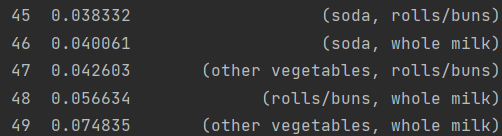 45 0.038332 (soda, rolls/buns)
46 0.040061 (soda, whole milk)
47 0.042603 (other vegetables, rolls/buns)
48 0.056634 (rolls/buns, whole milk)
49 0.074835 (other vegetables, whole milk)